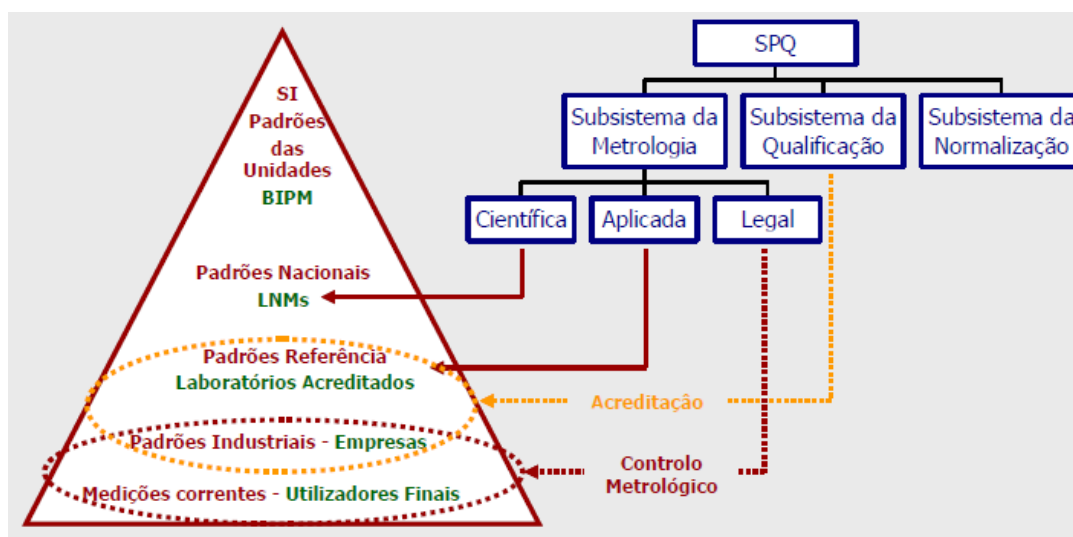 SPQ
Subsistema da
Metrologia
Subsistema da
Qualificação
Subsistema da
Normalização
Científica
Aplicada
Legal
SI
Padrões
das
Unidades
BIPM
Padrões Nacionais
LNMs
Padrões Referência
Laboratórios Acreditados
Acreditaçâo
Padrões Industriais - Empresas
Controlo
Metrológico
Medições correntes - Utilizadores Finais